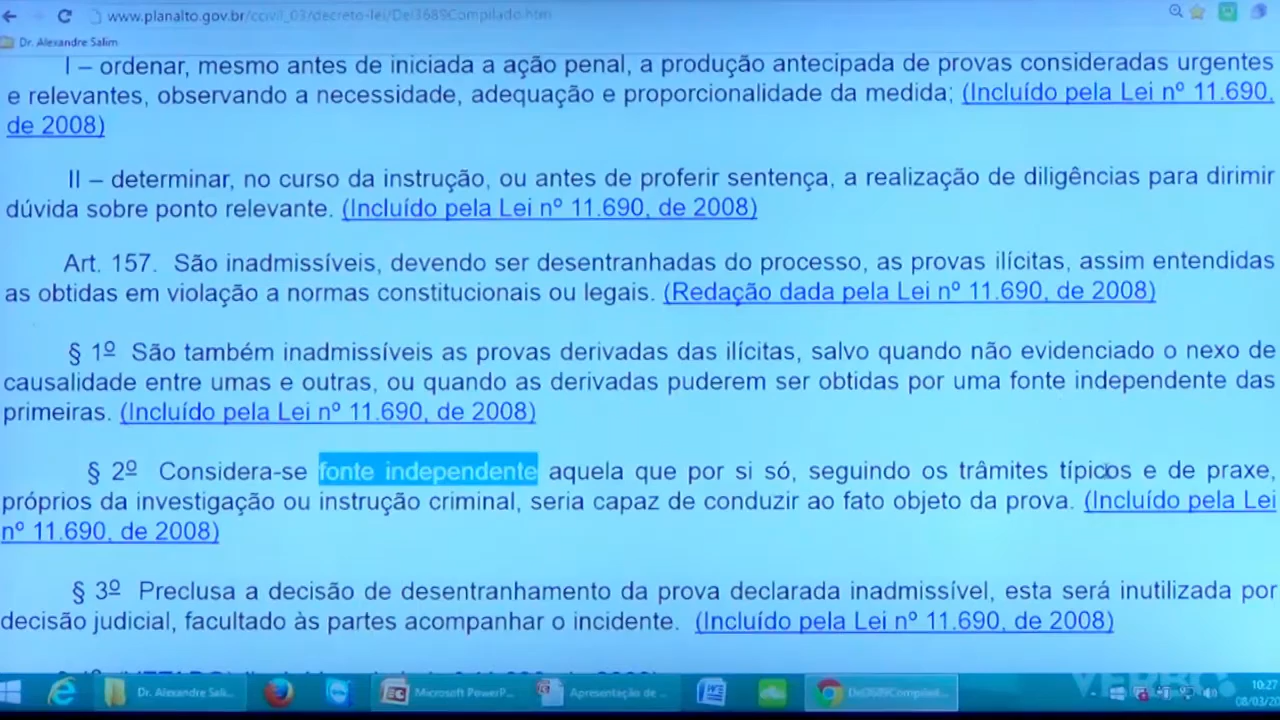 www.planalto.gov.br/ccivil_03/decreto-lei/Del3689Compilado.htm
Dr. Alexandre Salim
I – ordenar, mesmo antes de iniciada a ação penal, a produção antecipada de provas consideradas urgentes
e relevantes, observando a necessidade, adequação e proporcionalidade da medida; (Incluído pela Lei nº 11.690,
de 2008)
II – determinar, no curso da instrução, ou antes de proferir sentença, a realização de diligências para dirimir
dúvida sobre ponto relevante. (Incluído pela Lei nº 11.690, de 2008)
Art. 157. São inadmissíveis, devendo ser desentranhadas do processo, as provas ilícitas, assim entendidas
as obtidas em violação a normas constitucionais ou legais. (Redação dada pela Lei nº 11.690, de 2008)
§ 1º São também inadmissíveis as provas derivadas das ilícitas, salvo quando não evidenciado o nexo de
causalidade entre umas e outras, ou quando as derivadas puderem ser obtidas por uma fonte independente das
primeiras. (Incluído pela Lei nº 11.690, de 2008)
§ 2º Considera-se fonte independente aquela que por si só, seguindo os trâmites típicos e de praxe,
próprios da investigação ou instrução criminal, seria capaz de conduzir ao fato objeto da prova. (Incluído pela Lei
nº 11.690, de 2008)
§ 3º Preclusa a decisão de desentranhamento da prova declarada inadmissível, esta será inutilizada por
decisão judicial, facultado às partes acompanhar o incidente. (Incluído pela Lei nº 11.690, de 2008)
Dr. Alexandre Sali... Microsoft PowerP... Apresentação de ... Del3689Compilad... 10:27
08/03/20